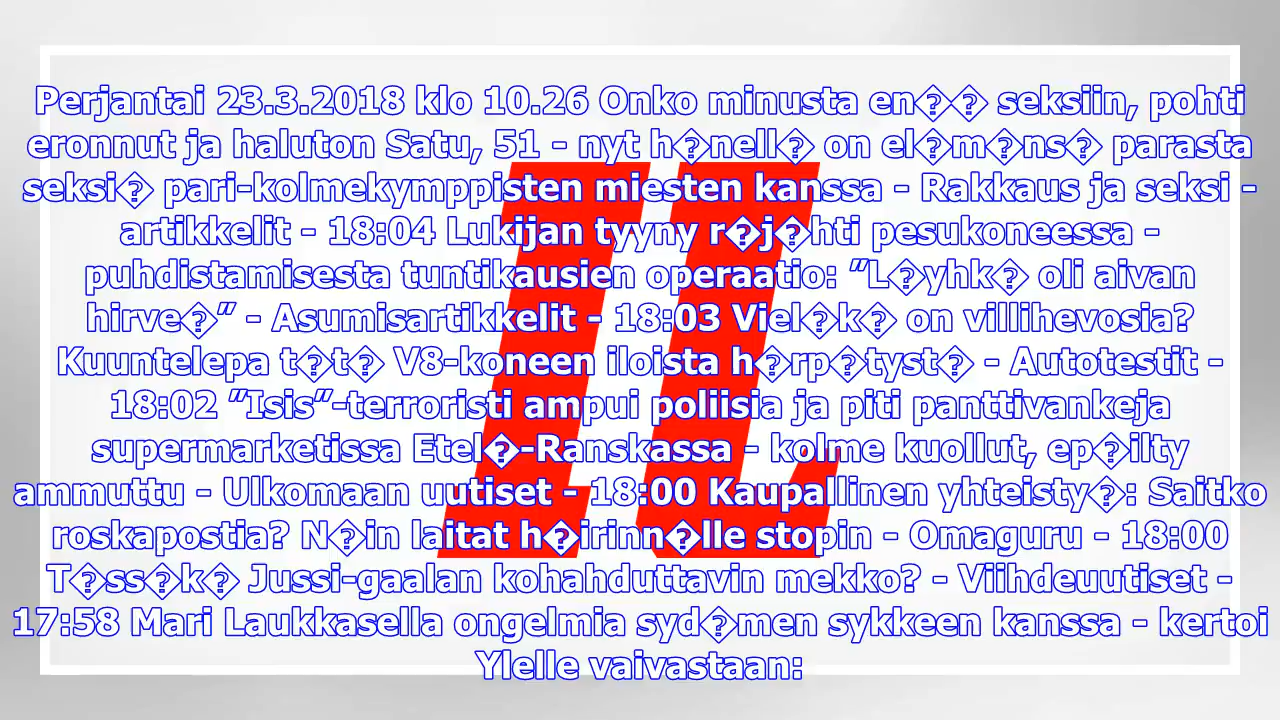 Perjantai 23.3.2018 klo 10.26 Onko minusta en�� seksiin, pohti
eronnut ja haluton Satu, 51 - nyt h�nell� on el�m�ns� parasta
seksi� pari-kolmekymppisten miesten kanssa - Rakkaus ja seksi -
artikkelit - 18:04 Lukijan tyyny r�j�hti pesukoneessa -
puhdistamisesta tuntikausien operaatio: ”L�yhk� oli aivan
hirve�” - Asumisartikkelit - 18:03 Viel�k� on villihevosia?
Kuuntelepa t�t� V8-koneen iloista h�rp�tyst� - Autotestit -
18:02 ”Isis”-terroristi ampui poliisia ja piti panttivankeja
supermarketissa Etel�-Ranskassa - kolme kuollut, ep�ilty
ammuttu - Ulkomaan uutiset - 18:00 Kaupallinen yhteisty�: Saitko
roskapostia? N�in laitat h�irinn�lle stopin - Omaguru - 18:00
T�ss�k� Jussi-gaalan kohahduttavin mekko? - Viihdeuutiset -
17:58 Mari Laukkasella ongelmia syd�men sykkeen kanssa - kertoi
Ylelle vaivastaan:
IL